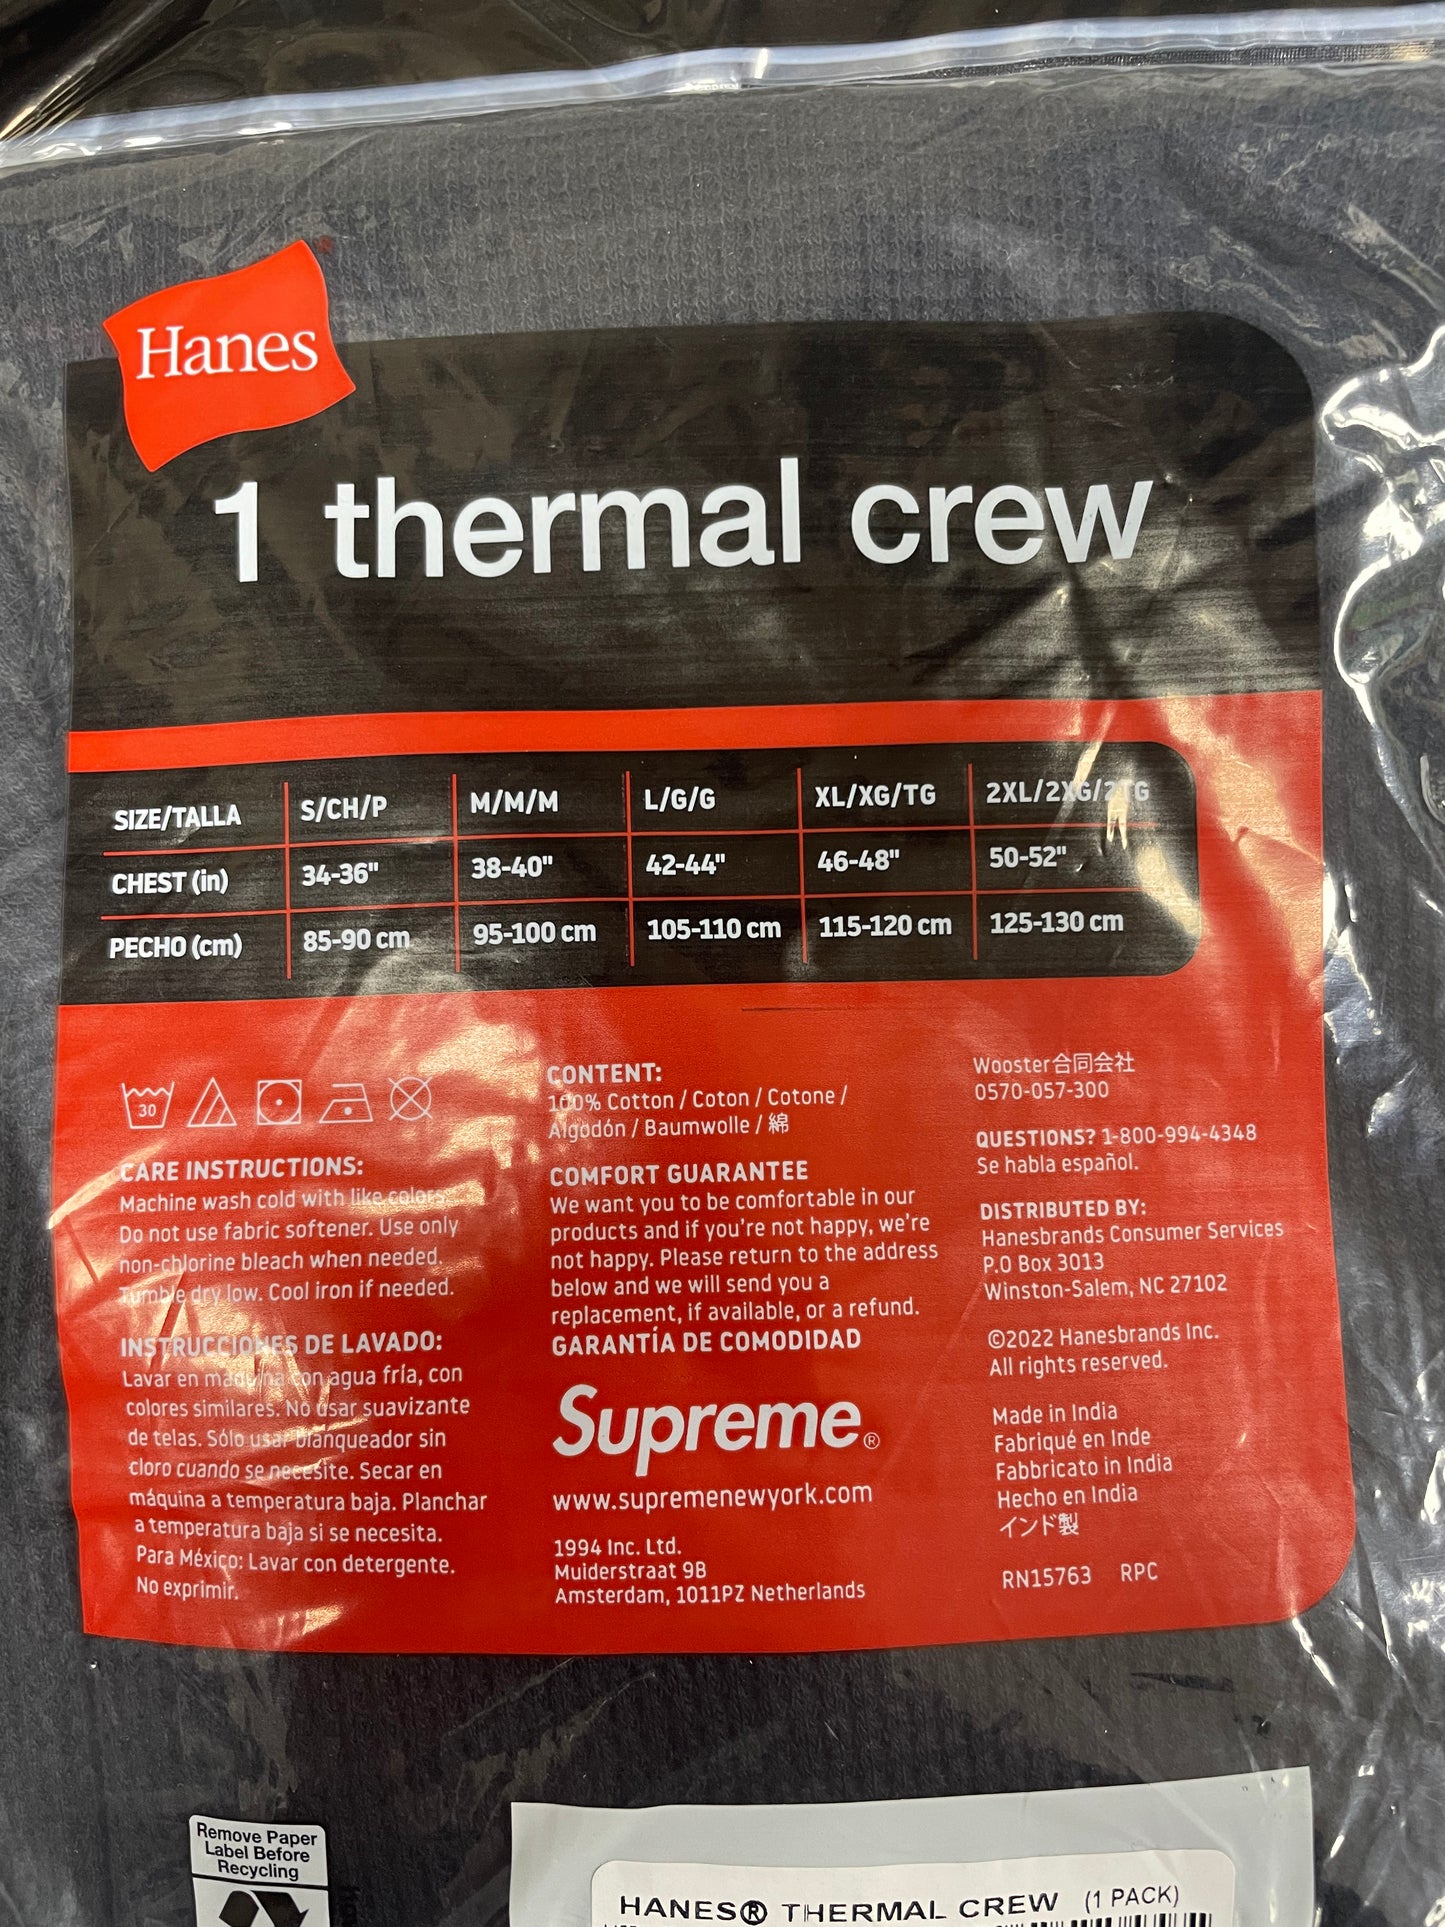 Hanes
1 thermal crew
SIZE/TALLA S/CH/P M/M/M L/G/G XL/XG/TG 2XL/2XG/2TG
CHEST (in) 34-36" 38-40" 42-44" 46-48" 50-52"
PECHO (cm) 85-90 cm 95-100 cm 105-110 cm 115-120 cm 125-130 cm
30
CARE INSTRUCTIONS:
Machine wash cold with like colors.
Do not use fabric softener. Use only
non-chlorine bleach when needed.
Tumble dry low. Cool iron if needed.
INSTRUCCIONES DE LAVADO:
Lavar en máquina con agua fría, con
colores similares. No usar suavizante
de telas. Sólo usar blanqueador sin
cloro cuando se necesite. Secar en
máquina a temperatura baja. Planchar
a temperatura baja si se necesita.
Para México: Lavar con detergente.
No exprimir.
CONTENT:
100% Cotton / Coton / Cotone /
Algodón / Baumwolle / 綿
COMFORT GUARANTEE
We want you to be comfortable in our
products and if you're not happy, we're
not happy. Please return to the address
below and we will send you a
replacement, if available, or a refund.
GARANTÍA DE COMODIDAD
Supreme®
www.supremenewyork.com
1994 Inc. Ltd.
Muiderstraat 9B
Amsterdam, 1011PZ Netherlands
Wooster合同会社
0570-057-300
QUESTIONS? 1-800-994-4348
Se habla español.
DISTRIBUTED BY:
Hanesbrands Consumer Services
P.O Box 3013
Winston-Salem, NC 27102
©2022 Hanesbrands Inc.
All rights reserved.
Made in India
Fabriqué en Inde
Fabbricato in India
Hecho en India
インド製
RN15763 RPC
Remove Paper
Label Before
Recycling
HANES® THERMAL CREW (1 PACK)